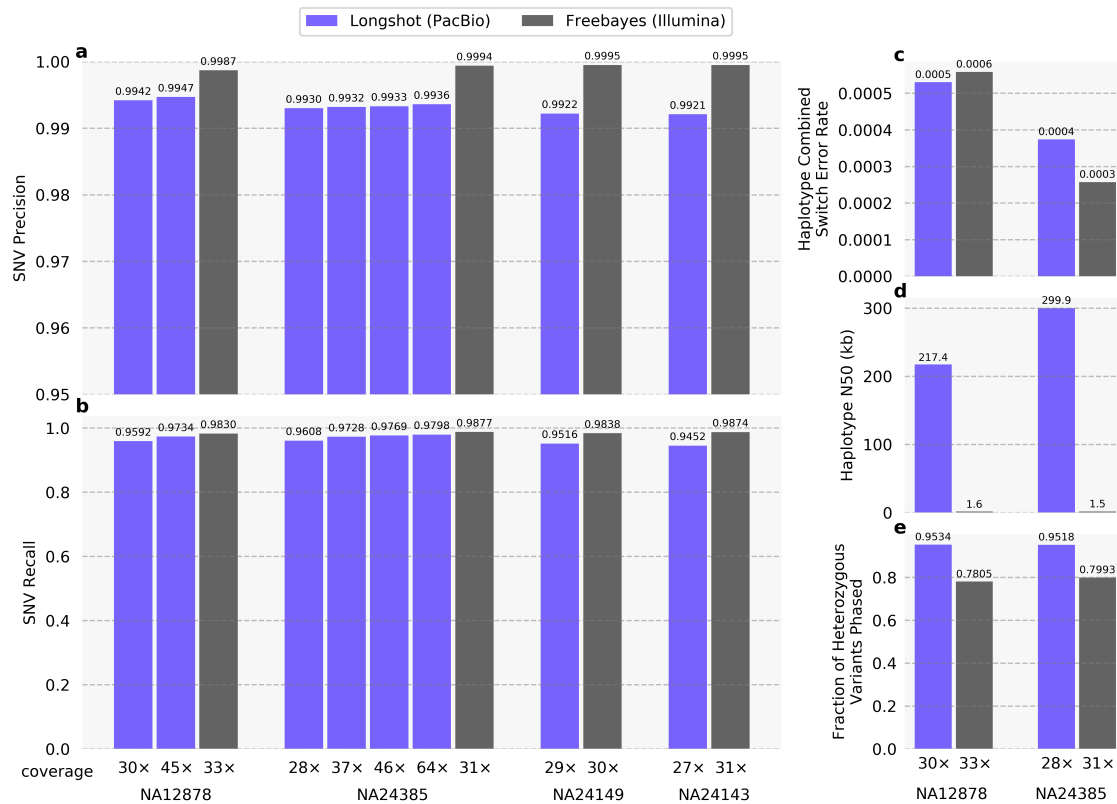 Longshot (PacBio) Freebayes (Illumina)
a
SNV Precision
1.00
0.99
0.98
0.97
0.96
0.95
0.9942 0.9947 0.9987 0.9930 0.9932 0.9933 0.9936 0.9994 0.9922 0.9995 0.9921 0.9995
b
SNV Recall
1.0
0.8
0.6
0.4
0.2
0.0
0.9592 0.9734 0.9830 0.9608 0.9728 0.9769 0.9798 0.9877 0.9516 0.9838 0.9452 0.9874
coverage 30× 45× 33× 28× 37× 46× 64× 31× 29× 30× 27× 31×
NA12878 NA24385 NA24149 NA24143
c
Haplotype Combined
Switch Error Rate
0.0005
0.0004
0.0003
0.0002
0.0001
0.0000
0.0005 0.0006 0.0004 0.0003
d
Haplotype N50 (kb)
300
200
100
0
217.4 1.6 299.9 1.5
e
Fraction of Heterozygous
Variants Phased
0.8
0.6
0.4
0.2
0.0
0.9534 0.7805 0.9518 0.7993
30× 33× 28× 31×
NA12878 NA24385